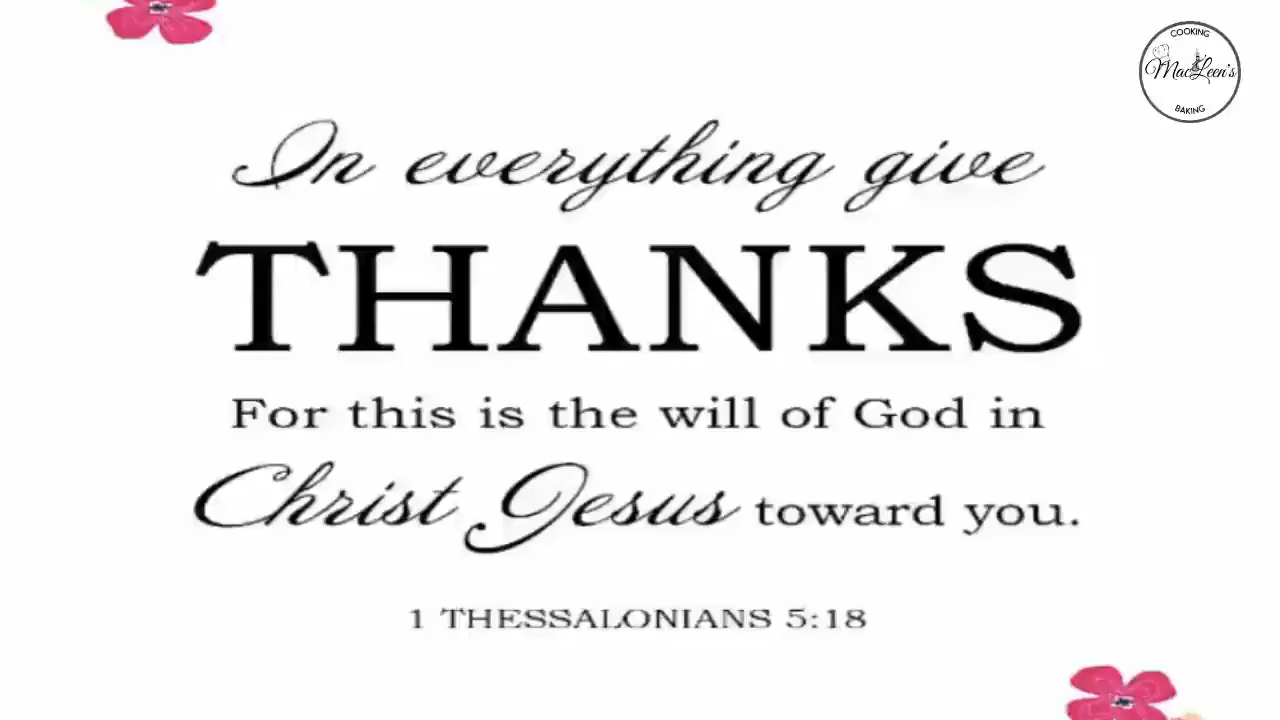 COOKING
MacLeen's
BAKING
In everything give
THANKS
For this is the will of God in
Christ Jesus toward you.
1 THESSALONIANS 5:18